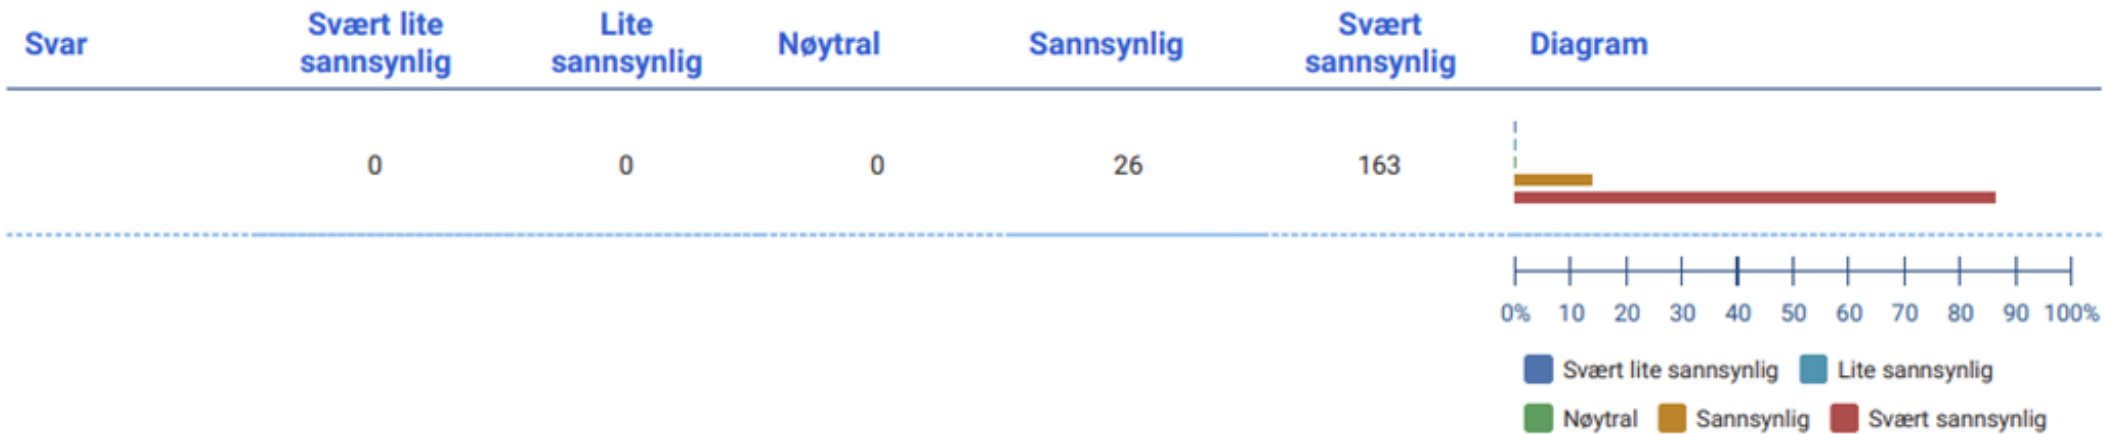 Svar Svært lite sannsynlig Lite sannsynlig Nøytral Sannsynlig Svært sannsynlig Diagram
0 0 0 26 163
0% 10 20 30 40 50 60 70 80 90 100%
Svært lite sannsynlig Lite sannsynlig
Nøytral Sannsynlig Svært sannsynlig